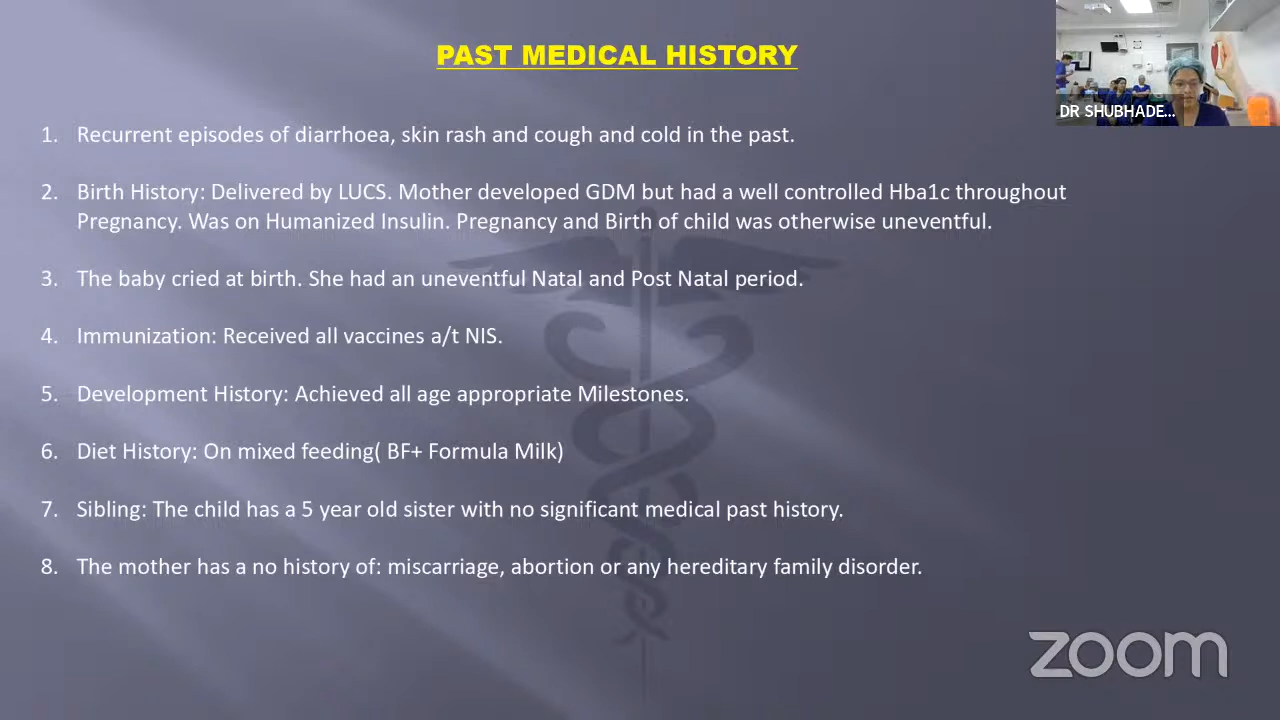 PAST MEDICAL HISTORY
DR SHUBHADE...
1. Recurrent episodes of diarrhoea, skin rash and cough and cold in the past.
2. Birth History: Delivered by LUCS. Mother developed GDM but had a well controlled Hba1c throughout
Pregnancy. Was on Humanized Insulin. Pregnancy and Birth of child was otherwise uneventful.
3. The baby cried at birth. She had an uneventful Natal and Post Natal period.
4. Immunization: Received all vaccines a/t NIS.
5. Development History: Achieved all age appropriate Milestones.
6. Diet History: On mixed feeding( BF+ Formula Milk)
7. Sibling: The child has a 5 year old sister with no significant medical past history.
8. The mother has a no history of: miscarriage, abortion or any hereditary family disorder.
zoom